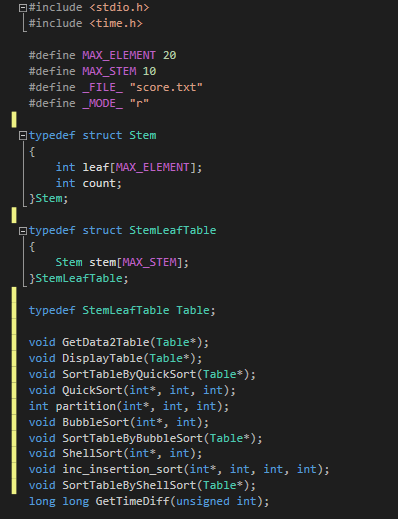 #include <stdio.h>
#include <time.h>
#define MAX_ELEMENT 20
#define MAX_STEM 10
#define _FILE_ "score.txt"
#define _MODE_ "r"
typedef struct Stem
{
int leaf[MAX_ELEMENT];
int count;
}Stem;
typedef struct StemLeafTable
{
Stem stem[MAX_STEM];
}StemLeafTable;
typedef StemLeafTable Table;
void GetData2Table(Table*);
void DisplayTable(Table*);
void SortTableByQuickSort(Table*);
void QuickSort(int*, int, int);
int partition(int*, int, int);
void BubbleSort(int*, int);
void SortTableByBubbleSort(Table*);
void ShellSort(int*, int);
void inc_insertion_sort(int*, int, int, int);
void SortTableByShellSort(Table*);
long long GetTimeDiff(unsigned int);